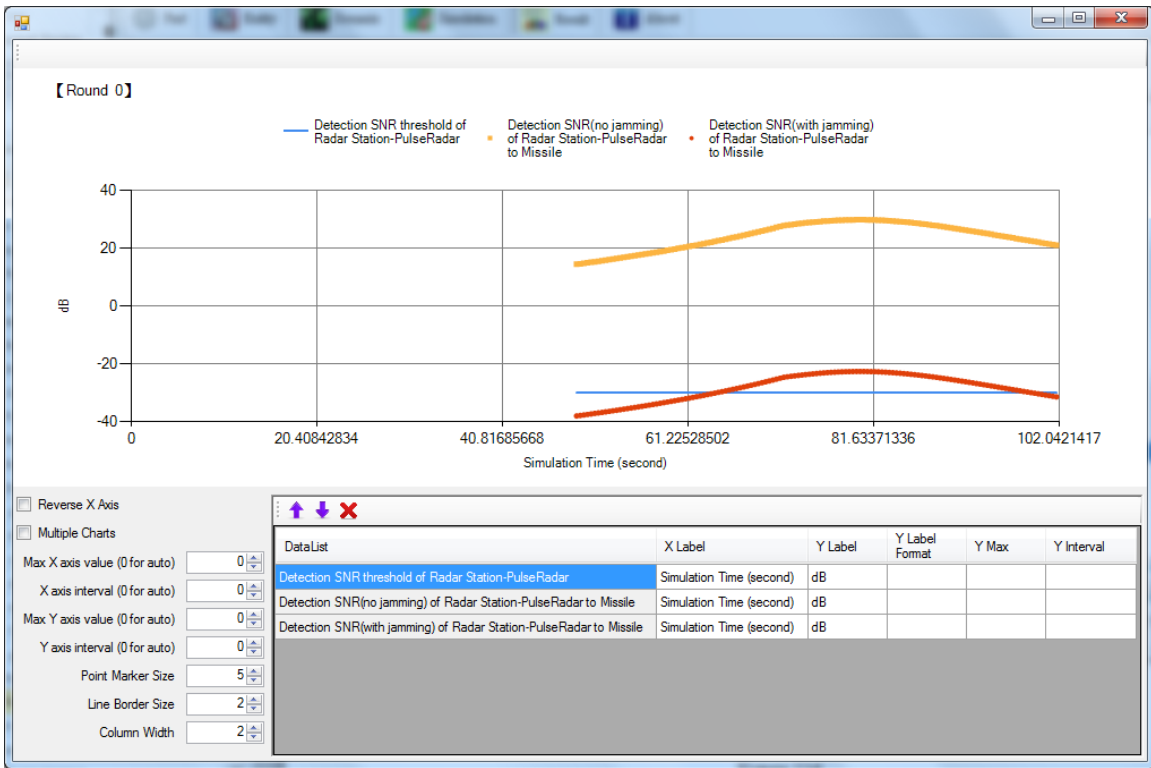 【Round 0】
Detection SNR threshold of
Radar Station-PulseRadar
Detection SNR(no jamming)
of Radar Station-PulseRadar
to Missile
Detection SNR(with jamming)
of Radar Station-PulseRadar
to Missile
40
20
0
-20
-40
dB
0
20.40842834
40.81685668
61.22528502
81.63371336
102.0421417
Simulation Time (second)
Reverse X Axis
Multiple Charts
Max X axis value (0 for auto) 0
X axis interval (0 for auto) 0
Max Y axis value (0 for auto) 0
Y axis interval (0 for auto) 0
Point Marker Size 5
Line Border Size 2
Column Width 2
DataList X Label Y Label Y Label Format Y Max Y Interval
Detection SNR threshold of Radar Station-PulseRadar Simulation Time (second) dB
Detection SNR(no jamming) of Radar Station-PulseRadar to Missile Simulation Time (second) dB
Detection SNR(with jamming) of Radar Station-PulseRadar to Missile Simulation Time (second) dB